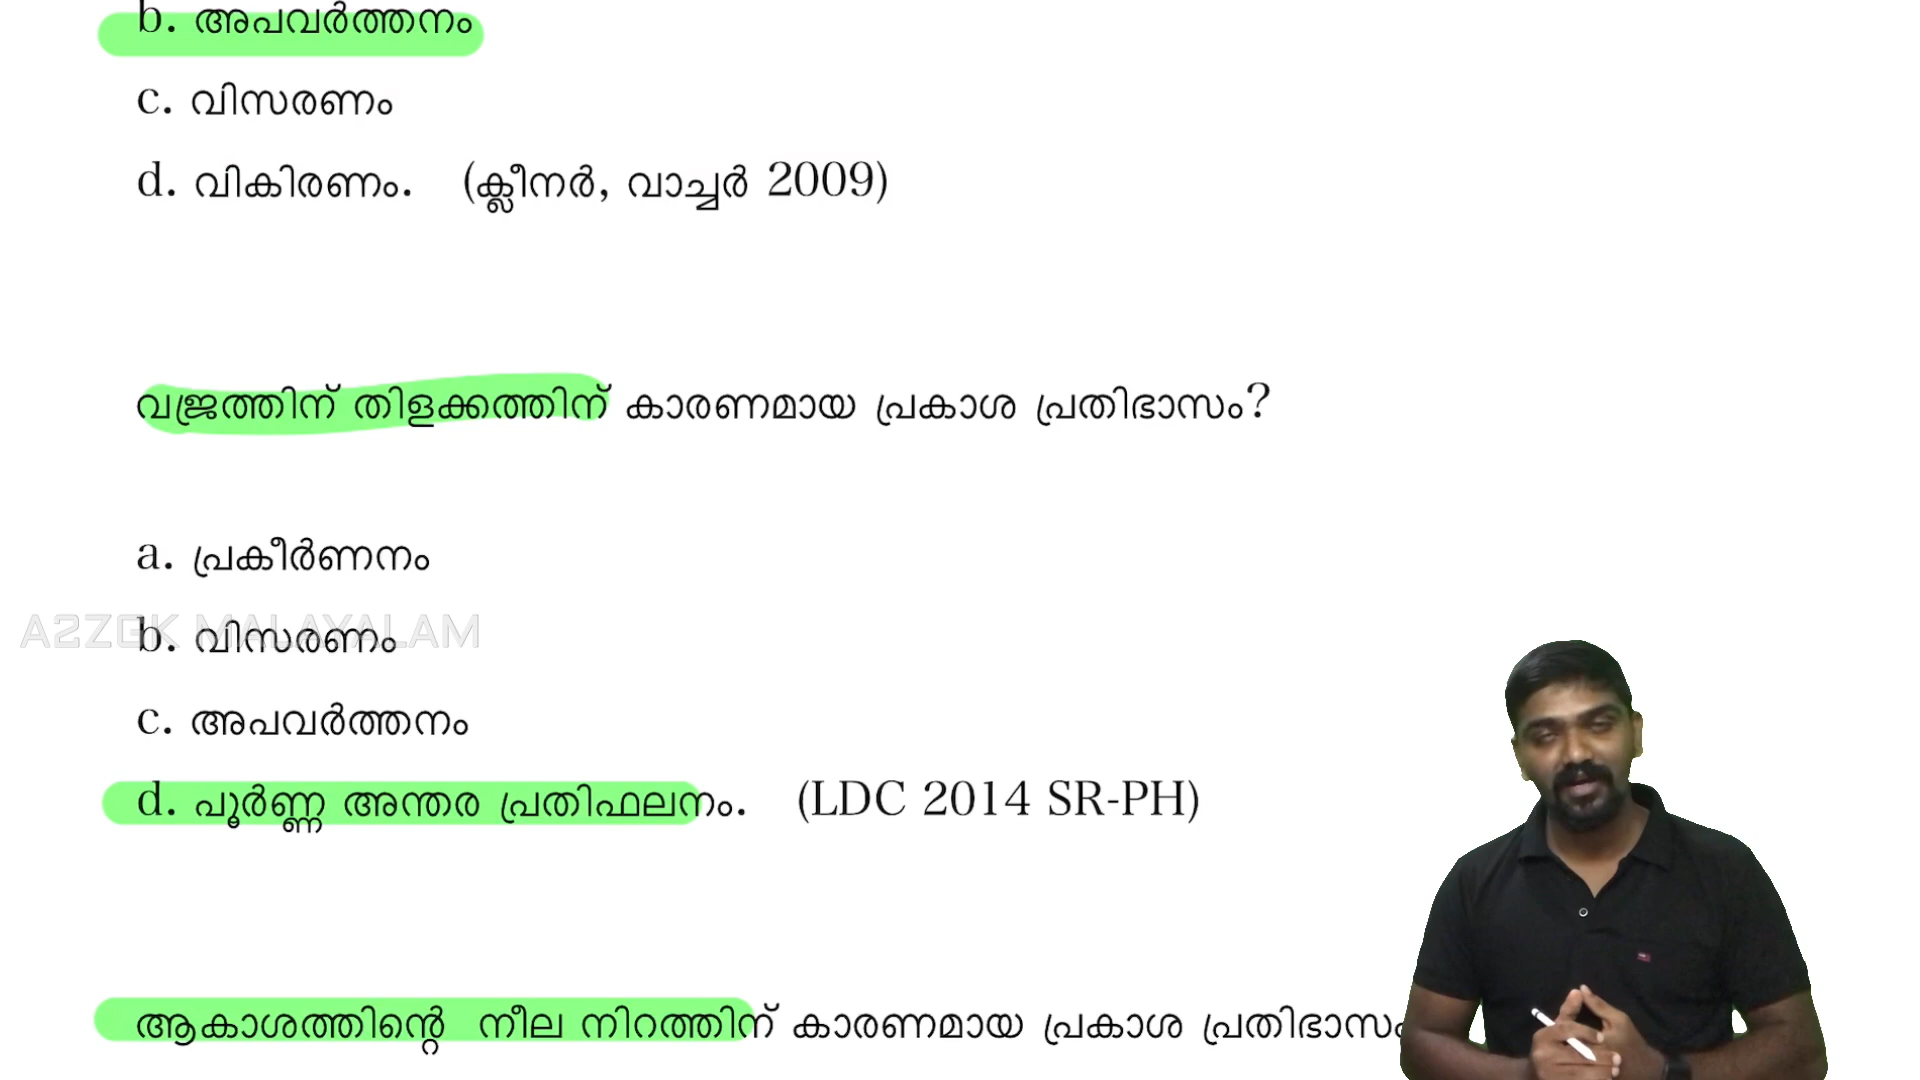 b. അപവർത്തനം
c. വിസരണം
d. വികിരണം. (ക്ലീനർ, വാച്ചർ 2009)
വജ്രത്തിന് തിളക്കത്തിന് കാരണമായ പ്രകാശ പ്രതിഭാസം?
a. പ്രകീർണനം
A2ZGK MALAYALAM
b. വിസരണം
c. അപവർത്തനം
d. പൂർണ്ണ അന്തര പ്രതിഫലനം. (LDC 2014 SR-PH)
ആകാശത്തിന്റെ നീല നിറത്തിന് കാരണമായ പ്രകാശ പ്രതിഭാസം